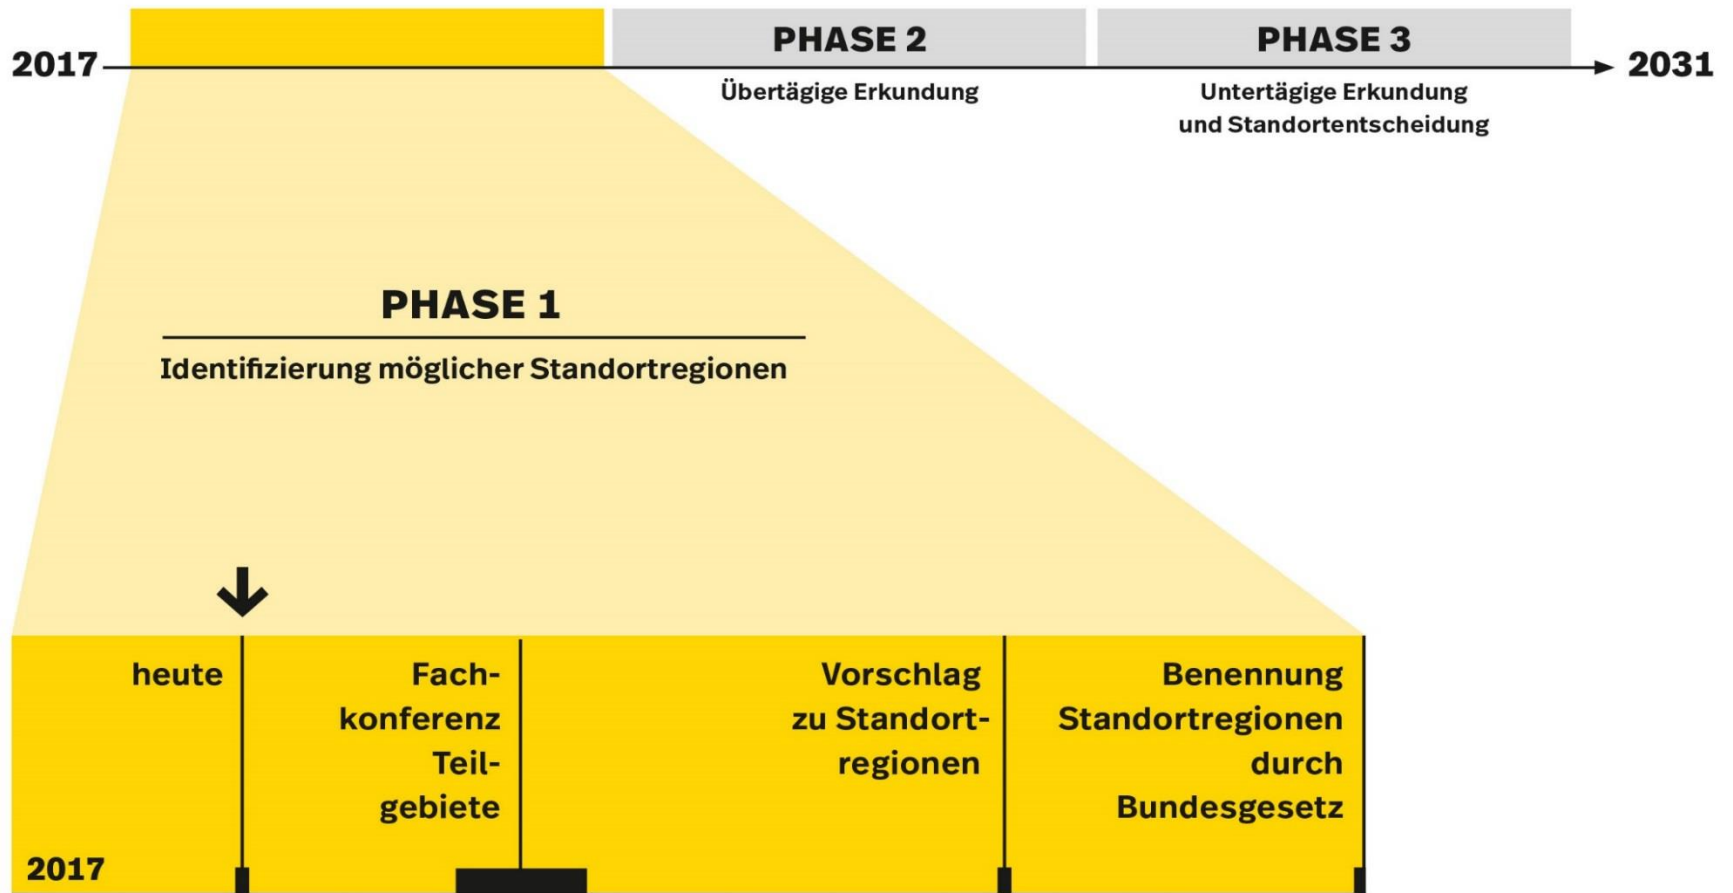 2017
PHASE 2
PHASE 3
2031
Übertägige Erkundung
Untertägige Erkundung
und Standortentscheidung
PHASE 1
Identifizierung möglicher Standortregionen
heute
Fach-
konferenz
Teil-
gebiete
Vorschlag
zu Standort-
regionen
Benennung
Standortregionen
durch
Bundesgesetz
2017